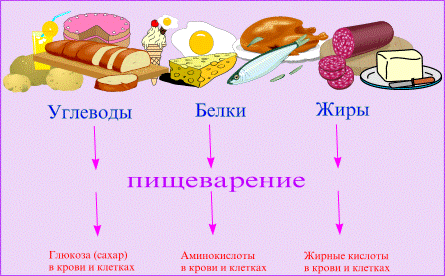 Углеводы Белки Жиры
пищеварение
Глюкоза (сахар) Аминокислоты Жирные кислоты
в крови и клетках в крови и клетках в крови и клетках